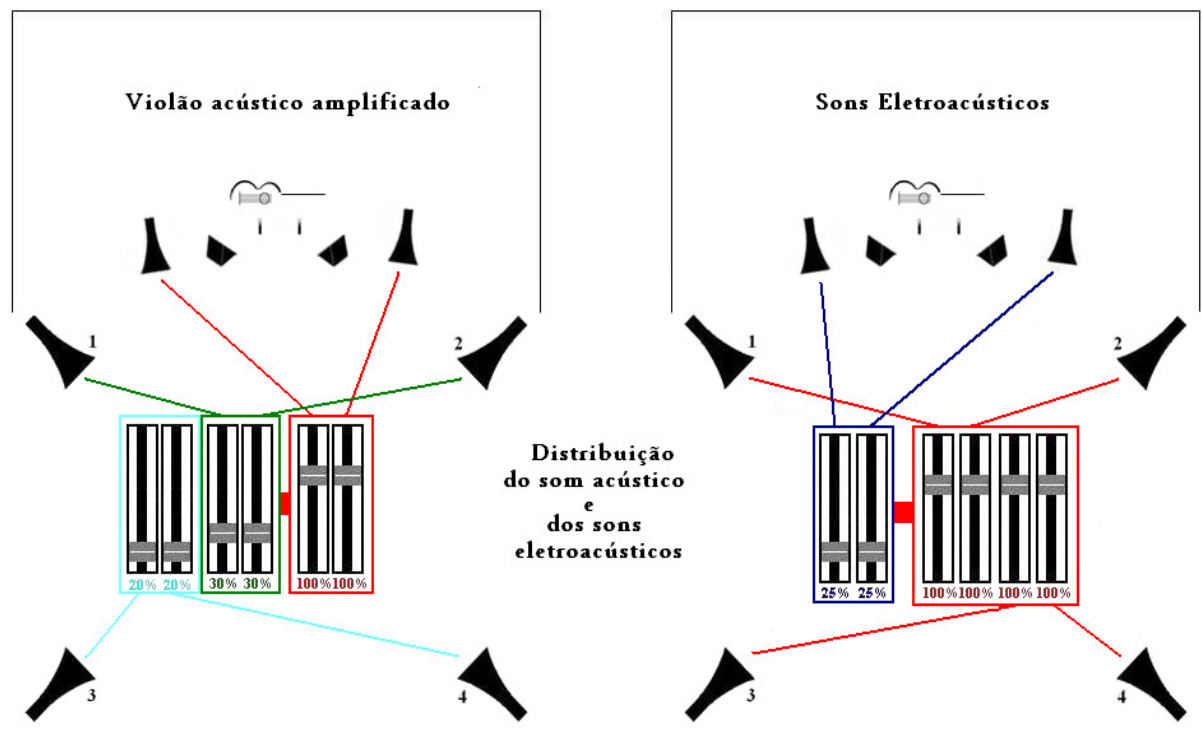 Violão acústico amplificado
1
2
20% 20% 30% 30% 100% 100%
3
4
Distribuição
do som acústico
e
dos sons
eletroacústicos
Sons Eletroacústicos
1
2
25% 25% 100% 100% 100% 100%
3
4